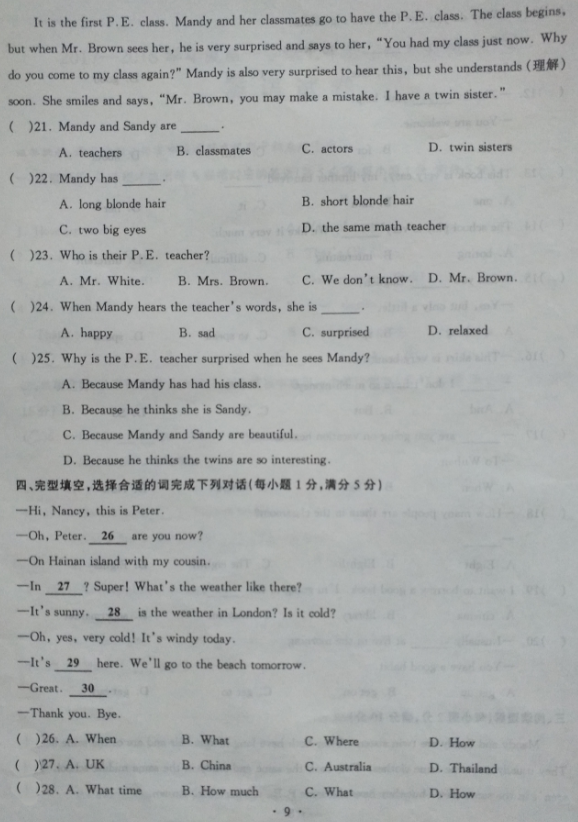 It is the first P.E. class. Mandy and her classmates go to have the P.E. class. The class begins,
but when Mr. Brown sees her, he is very surprised and says to her, "You had my class just now. Why
do you come to my class again?" Mandy is also very surprised to hear this, but she understands (理解)
soon. She smiles and says, "Mr. Brown, you may make a mistake. I have a twin sister."
( )21. Mandy and Sandy are ______.
A. teachers B. classmates C. actors D. twin sisters
( )22. Mandy has ______.
A. long blonde hair B. short blonde hair
C. two big eyes D. the same math teacher
( )23. Who is their P.E. teacher?
A. Mr. White. B. Mrs. Brown. C. We don't know. D. Mr. Brown.
( )24. When Mandy hears the teacher's words, she is ______.
A. happy B. sad C. surprised D. relaxed
( )25. Why is the P.E. teacher surprised when he sees Mandy?
A. Because Mandy has had his class.
B. Because he thinks she is Sandy.
C. Because Mandy and Sandy are beautiful.
D. Because he thinks the twins are so interesting.
四、完型填空,选择合适的词完成下列对话(每小题1分,满分5分)
—Hi, Nancy, this is Peter.
—Oh, Peter. 26 are you now?
—On Hainan island with my cousin.
—In 27 ? Super! What's the weather like there?
—It's sunny. 28 is the weather in London? Is it cold?
—Oh, yes, very cold! It's windy today.
—It's 29 here. We'll go to the beach tomorrow.
—Great. 30 .
—Thank you. Bye.
( )26. A. When B. What C. Where D. How
( )27. A. UK B. China C. Australia D. Thailand
( )28. A. What time B. How much C. What D. How
· 9 ·